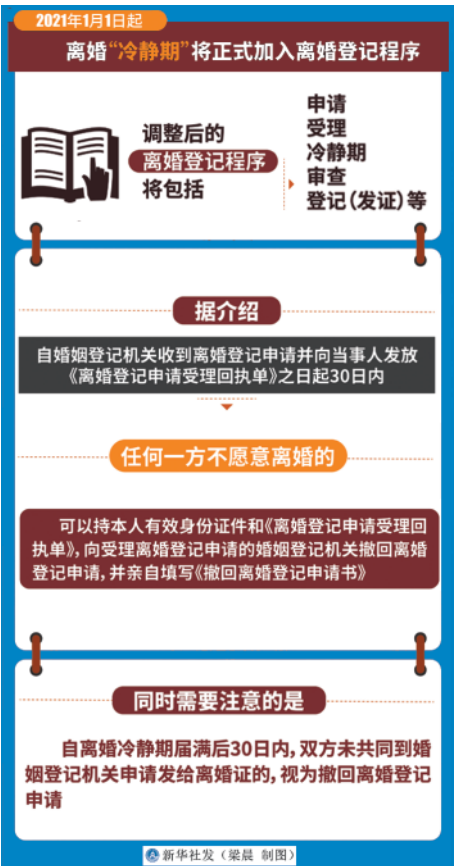 2021年1月1日起
离婚“冷静期”将正式加入离婚登记程序
调整后的
离婚登记程序
将包括
申请
受理
冷静期
审查
登记(发证)等
据介绍
自婚姻登记机关收到离婚登记申请并向当事人发放
《离婚登记申请受理回执单》之日起30日内
任何一方不愿意离婚的
可以持本人有效身份证件和《离婚登记申请受理回
执单》,向受理离婚登记申请的婚姻登记机关撤回离婚
登记申请,并亲自填写《撤回离婚登记申请书》
同时需要注意的是
自离婚冷静期届满后30日内,双方未共同到婚
姻登记机关申请发给离婚证的,视为撤回离婚登记
申请
新华社发(梁晨 制图)